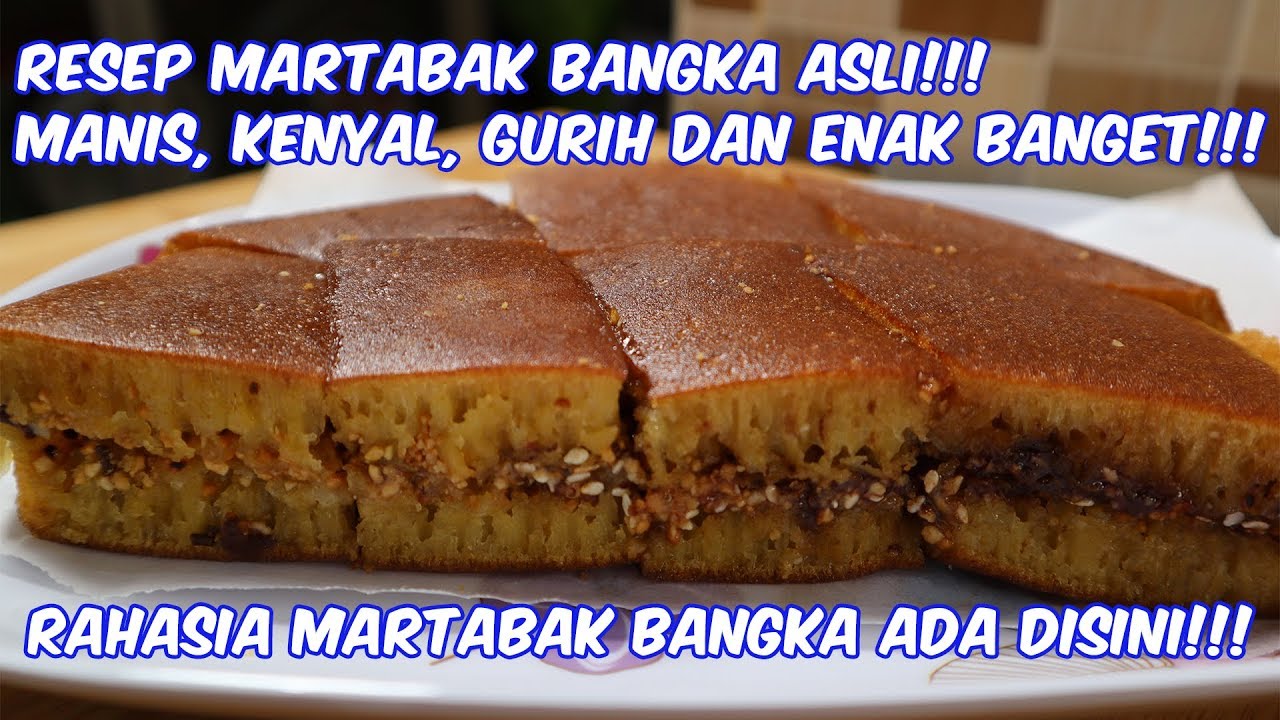 RESEP MARTABAK BANGKA ASLI!!!
MANIS, KENYAL, GURIH DAN ENAK BANGET!!!
RAHASIA MARTABAK BANGKA ADA DISINI!!!